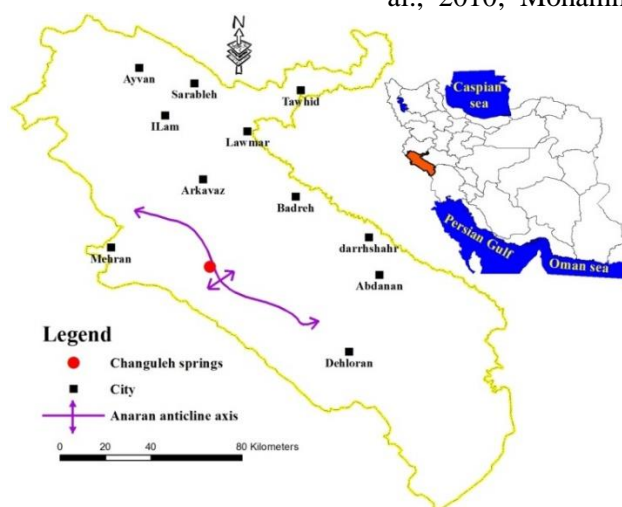 al., 2010; Mohamm
N
Ayvan
Sarableh
Tawhid
ILam
Lawmar
Arkavaz
Badreh
darrhshahr
Mehran
Abdanan
Dehloran
Caspian
sea
Persian Gulf
Oman sea
Legend
Changuleh springs
City
Anaran anticline axis
0 20 40 80 Kilometers